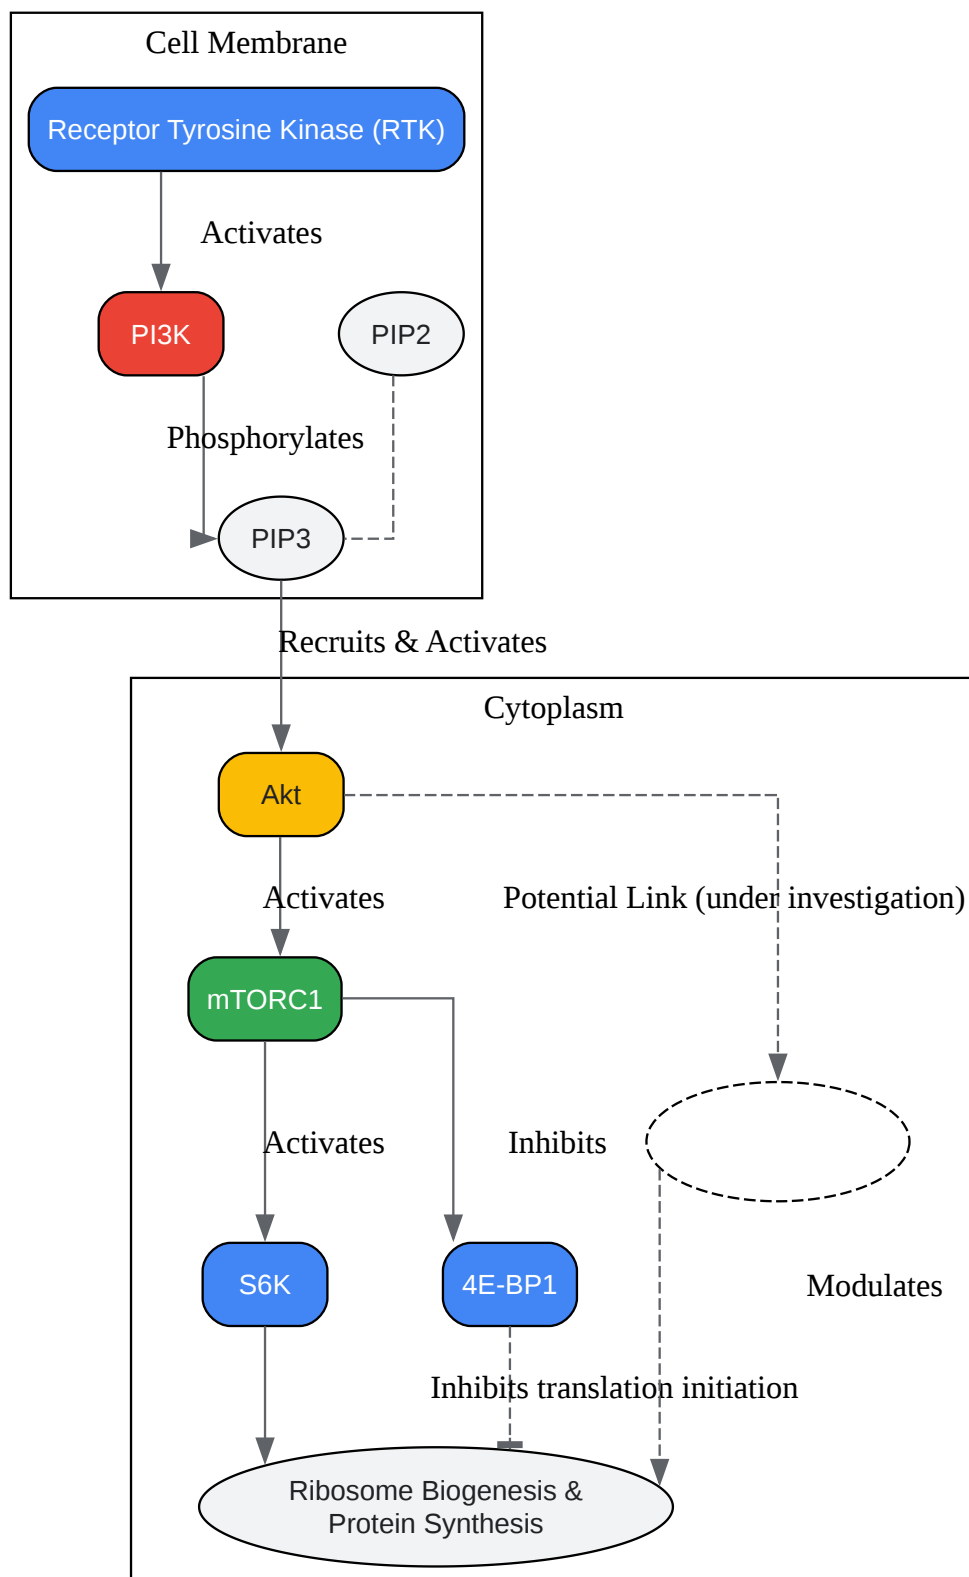 Cell Membrane
Receptor Tyrosine Kinase (RTK)
Activates
PI3K
PIP2
Phosphorylates
PIP3
Recruits & Activates
Cytoplasm
Akt
Activates
Potential Link (under investigation)
mTORC1
Activates
Inhibits
S6K
4E-BP1
Modulates
Inhibits translation initiation
Ribosome Biogenesis &
Protein Synthesis